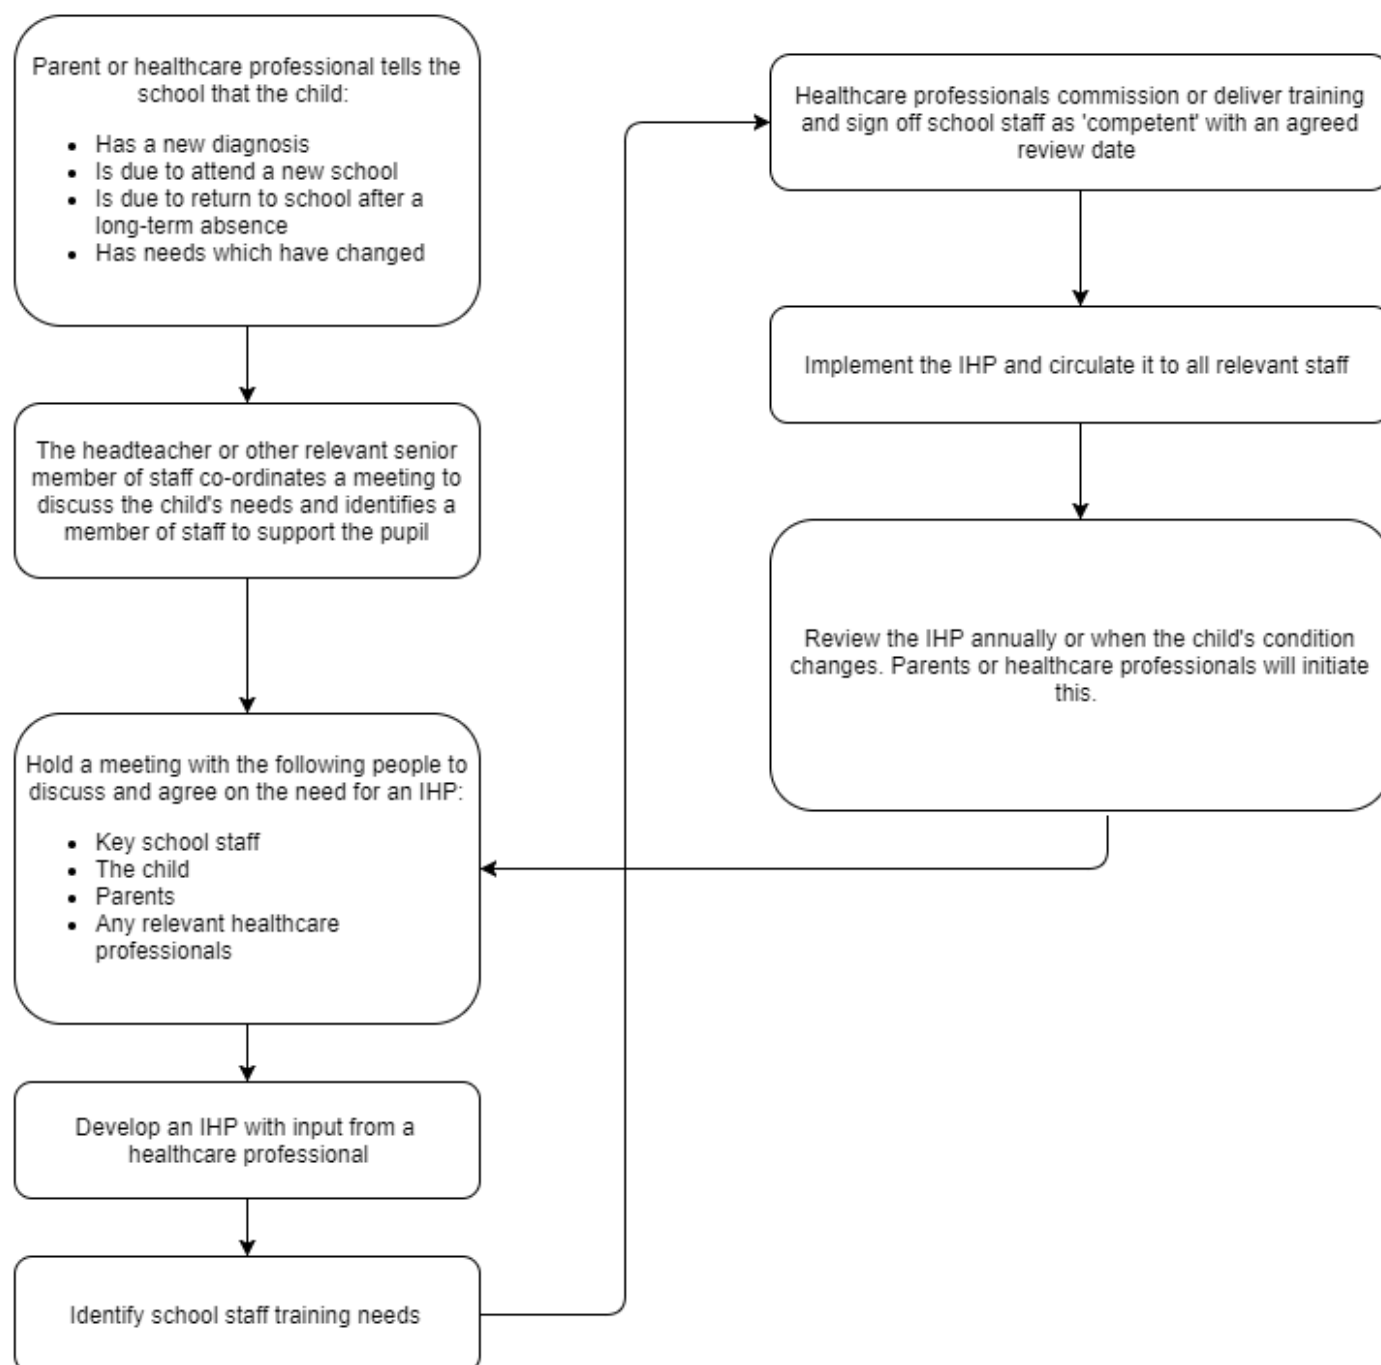 Parent or healthcare professional tells the
school that the child:
• Has a new diagnosis
• Is due to attend a new school
• Is due to return to school after a
long-term absence
• Has needs which have changed
The headteacher or other relevant senior
member of staff co-ordinates a meeting to
discuss the child's needs and identifies a
member of staff to support the pupil
Hold a meeting with the following people to
discuss and agree on the need for an IHP:
• Key school staff
• The child
• Parents
• Any relevant healthcare
professionals
Develop an IHP with input from a
healthcare professional
Identify school staff training needs
Healthcare professionals commission or deliver training
and sign off school staff as 'competent' with an agreed
review date
Implement the IHP and circulate it to all relevant staff
Review the IHP annually or when the child's condition
changes. Parents or healthcare professionals will initiate
this.